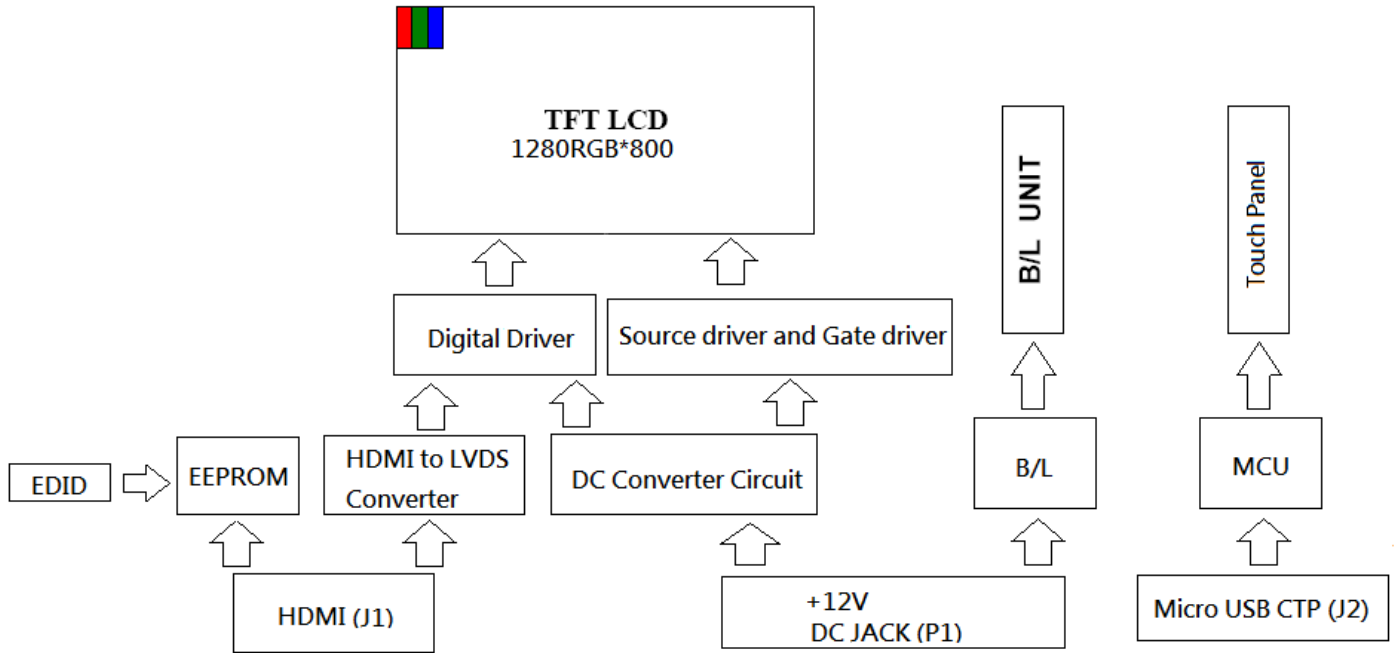 TFT LCD
1280RGB*800
B/L UNIT
Touch Panel
Digital Driver
Source driver and Gate driver
EDID
EEPROM
HDMI to LVDS
Converter
DC Converter Circuit
B/L
MCU
HDMI (J1)
+12V
DC JACK (P1)
Micro USB CTP (J2)